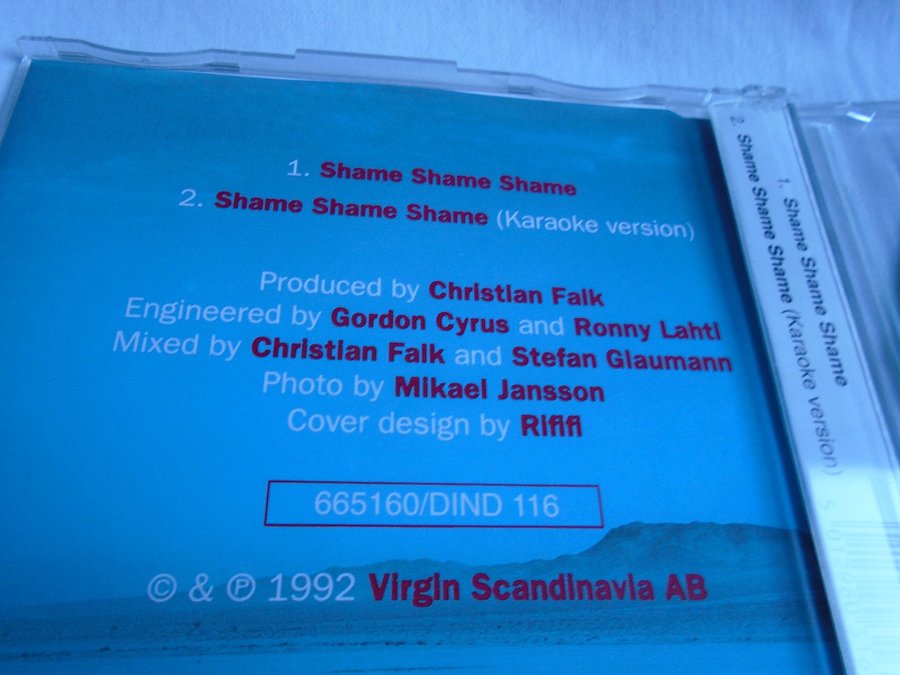 1. Shame Shame Shame
2. Shame Shame Shame (Karaoke version)
Produced by Christian Falk
Engineered by Gordon Cyrus and Ronny Lahti
Mixed by Christian Falk and Stefan Glaumann
Photo by Mikael Jansson
Cover design by Rififi
665160/DIND 116
© & ℗ 1992 Virgin Scandinavia AB
1. Shame Shame Shame
2. Shame Shame Shame (Karaoke version)